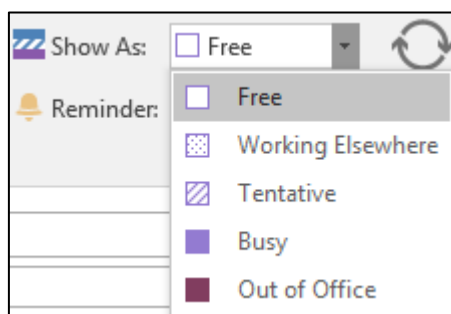 Show As: Free
Reminder:
Free
Working Elsewhere
Tentative
Busy
Out of Office